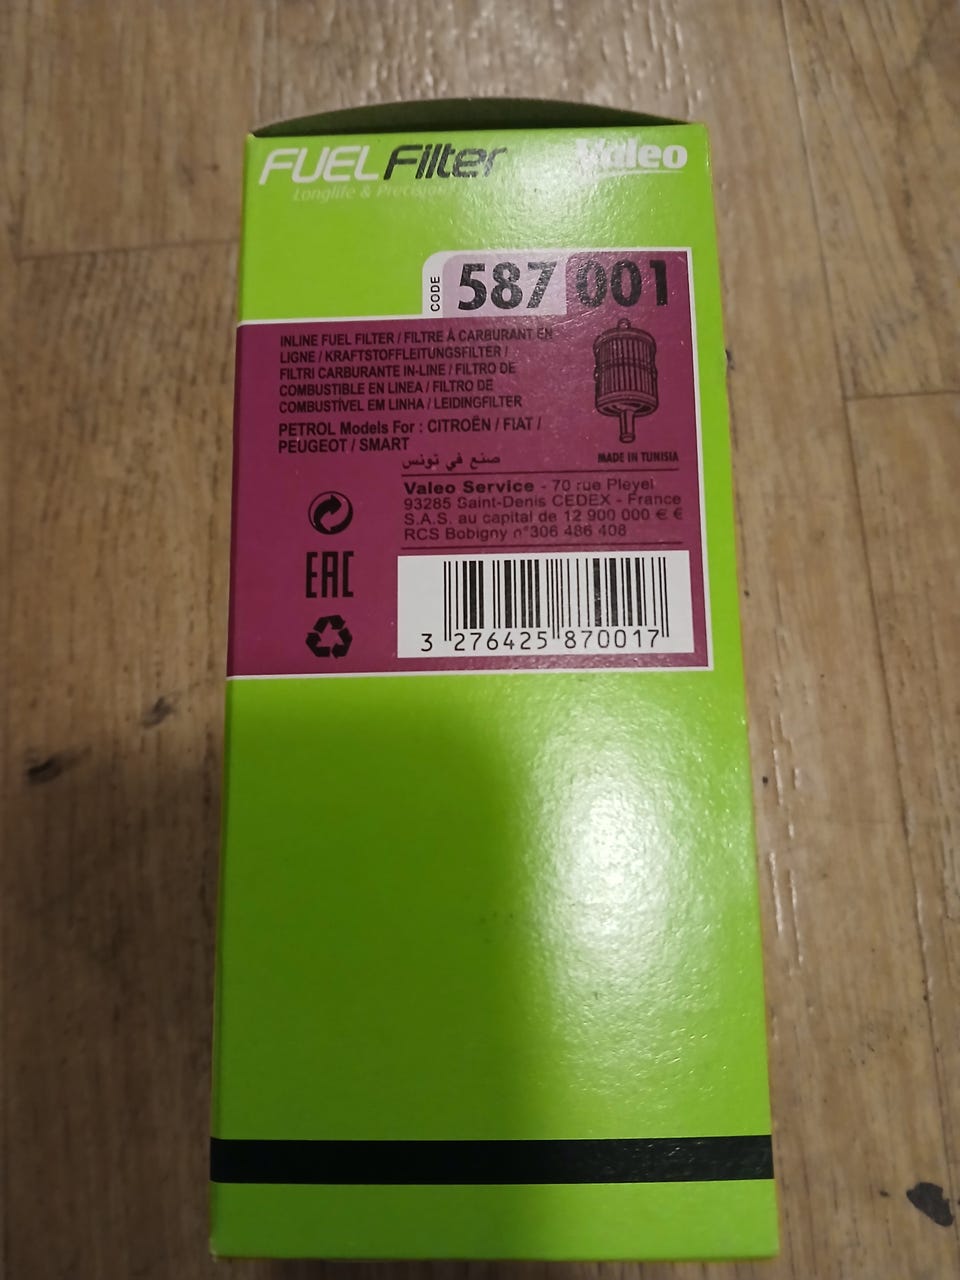 FUEL Filter
Valeo
Longlife & Precision
CODE
587 001
INLINE FUEL FILTER / FILTRE À CARBURANT EN
LIGNE / KRAFTSTOFFLEITUNGSFILTER /
FILTRI CARBURANTE IN-LINE / FILTRO DE
COMBUSTIBLE EN LINEA / FILTRO DE
COMBUSTÍVEL EM LINHA / LEIDINGFILTER
PETROL Models For : CITROËN / FIAT /
PEUGEOT / SMART
صنع في تونس
MADE IN TUNISIA
Valeo Service - 70 rue Pleyel
93285 Saint-Denis CEDEX - France
S.A.S. au capital de 12 900 000 € €
RCS Bobigny n°306 486 408
EAC
3 276425 870017